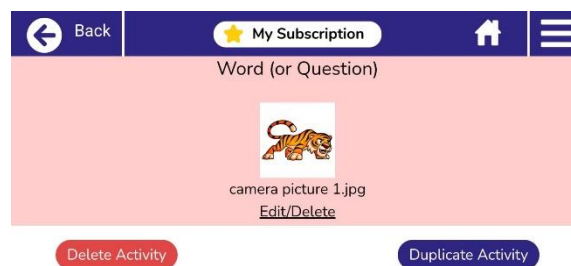 Back
My Subscription
Word (or Question)
camera picture 1.jpg
Edit/Delete
Delete Activity
Duplicate Activity